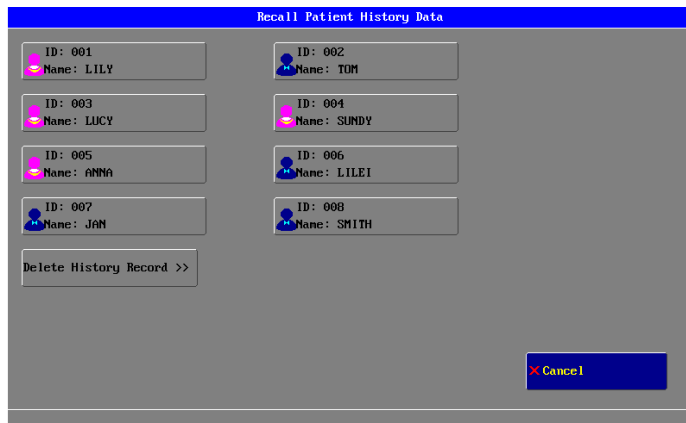 Recall Patient History Data
ID: 001
Name: LILY
ID: 002
Name: TOM
ID: 003
Name: LUCY
ID: 004
Name: SUNDY
ID: 005
Name: ANNA
ID: 006
Name: LILEI
ID: 007
Name: JAN
ID: 008
Name: SMITH
Delete History Record >>
Cancel